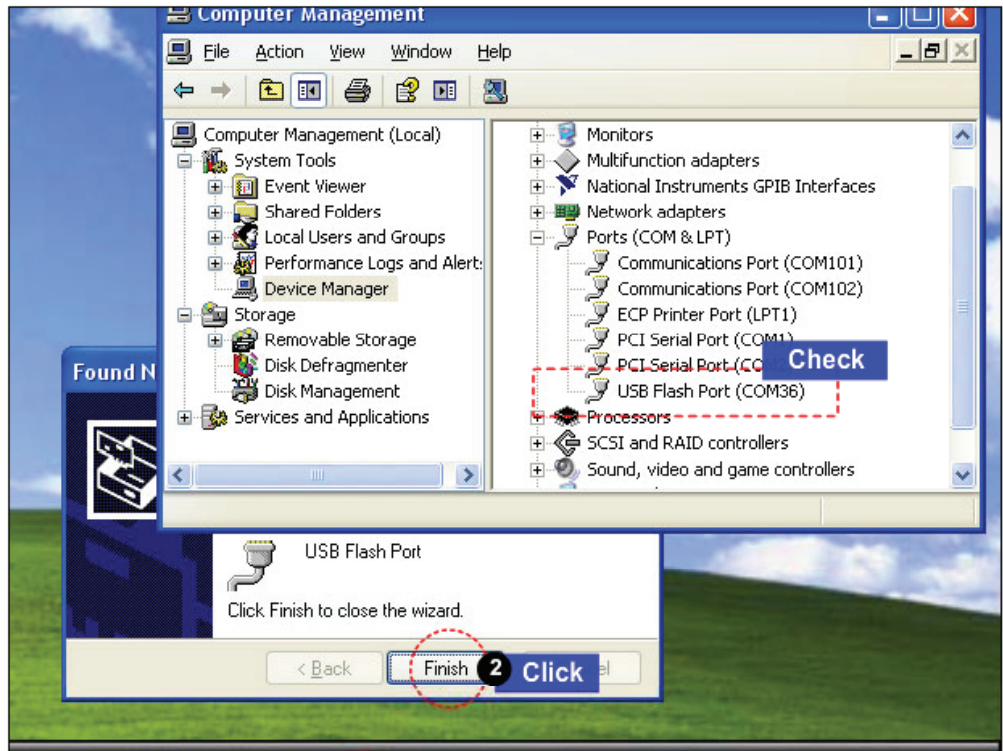 Computer Management
File Action View Window Help
Computer Management (Local)
System Tools
Event Viewer
Shared Folders
Local Users and Groups
Performance Logs and Alert
Device Manager
Storage
Removable Storage
Disk Defragmenter
Disk Management
Services and Applications
Monitors
Multifunction adapters
National Instruments GPIB Interfaces
Network adapters
Ports (COM & LPT)
Communications Port (COM101)
Communications Port (COM102)
ECP Printer Port (LPT1)
PCI Serial Port (COM1)
PCI Serial Port
Check
USB Flash Port (COM36)
Processors
SCSI and RAID controllers
Sound, video and game controllers
Found
USB Flash Port
Click Finish to close the wizard.
< Back Finish 2 Click